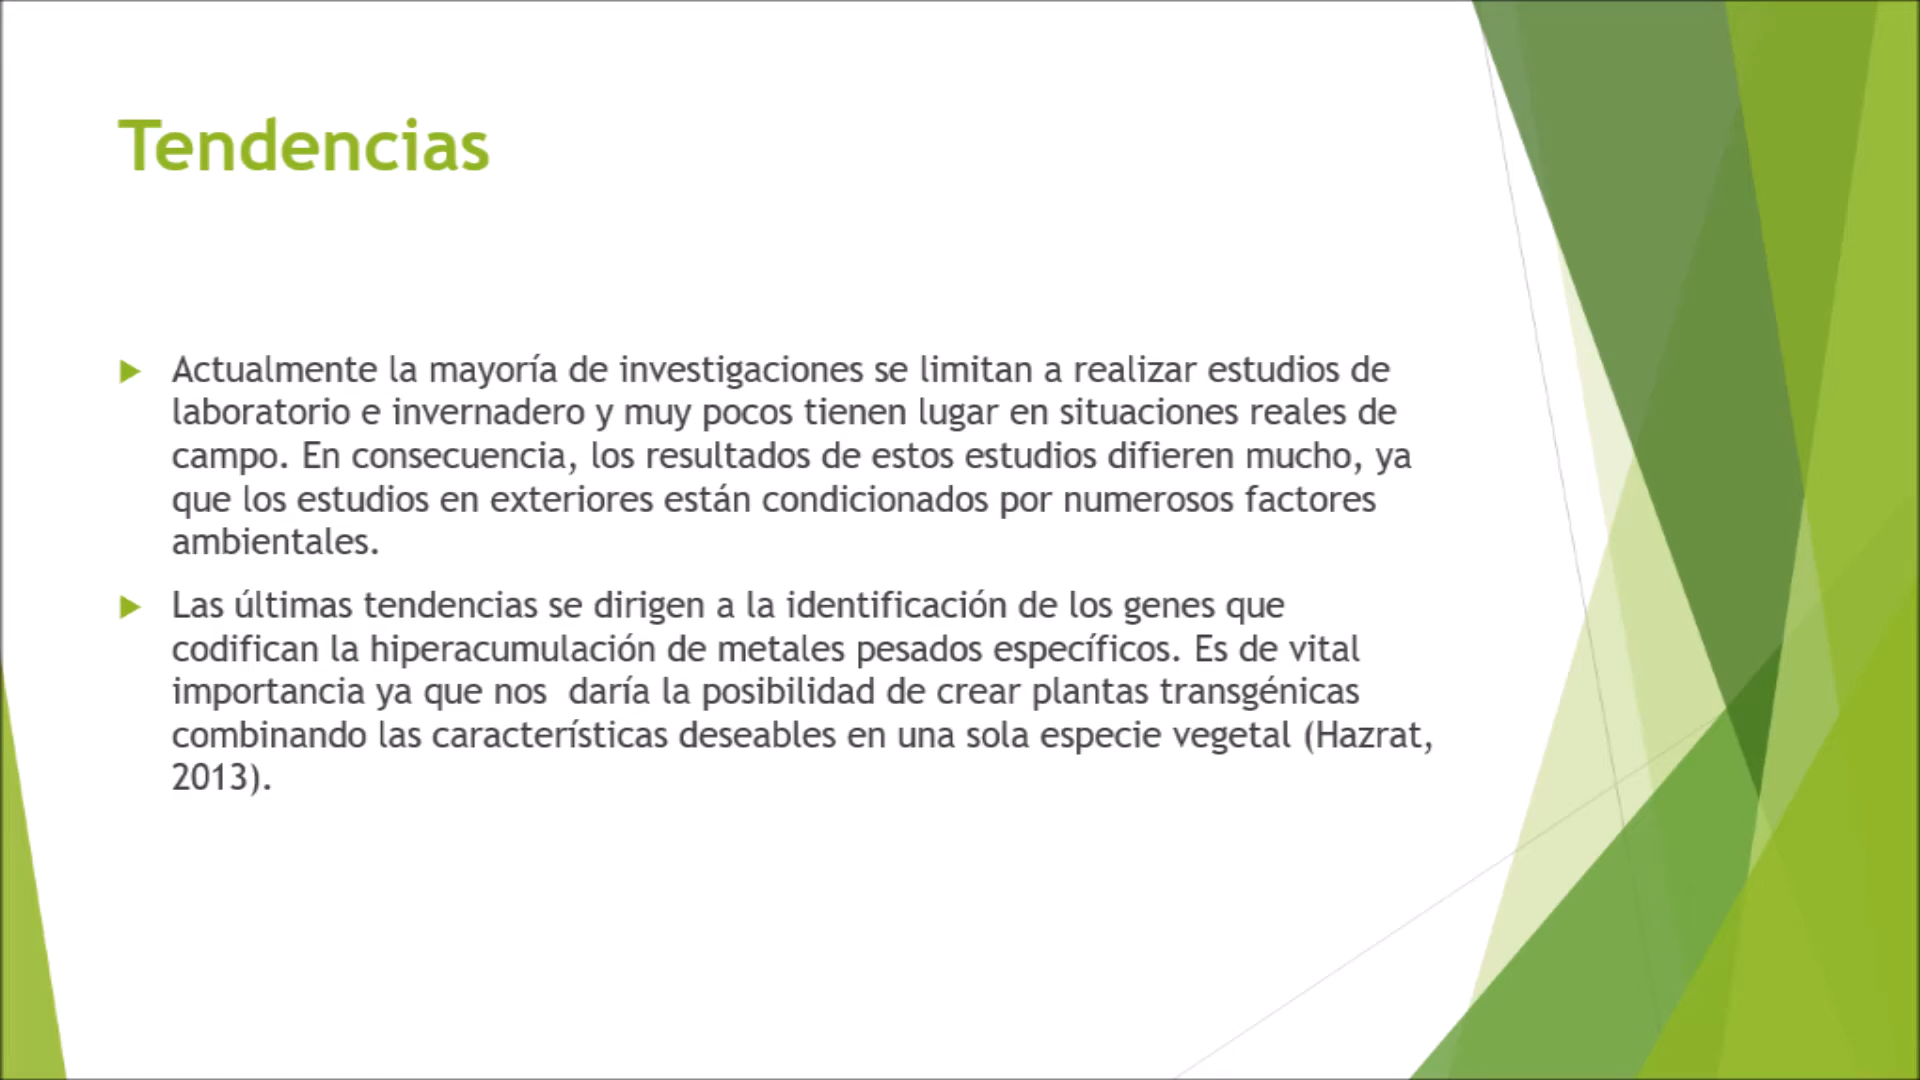 Tendencias
Actualmente la mayoría de investigaciones se limitan a realizar estudios de
laboratorio e invernadero y muy pocos tienen lugar en situaciones reales de
campo. En consecuencia, los resultados de estos estudios difieren mucho, ya
que los estudios en exteriores están condicionados por numerosos factores
ambientales.
Las últimas tendencias se dirigen a la identificación de los genes que
codifican la hiperacumulación de metales pesados específicos. Es de vital
importancia ya que nos  daría la posibilidad de crear plantas transgénicas
combinando las características deseables en una sola especie vegetal (Hazrat,
2013).